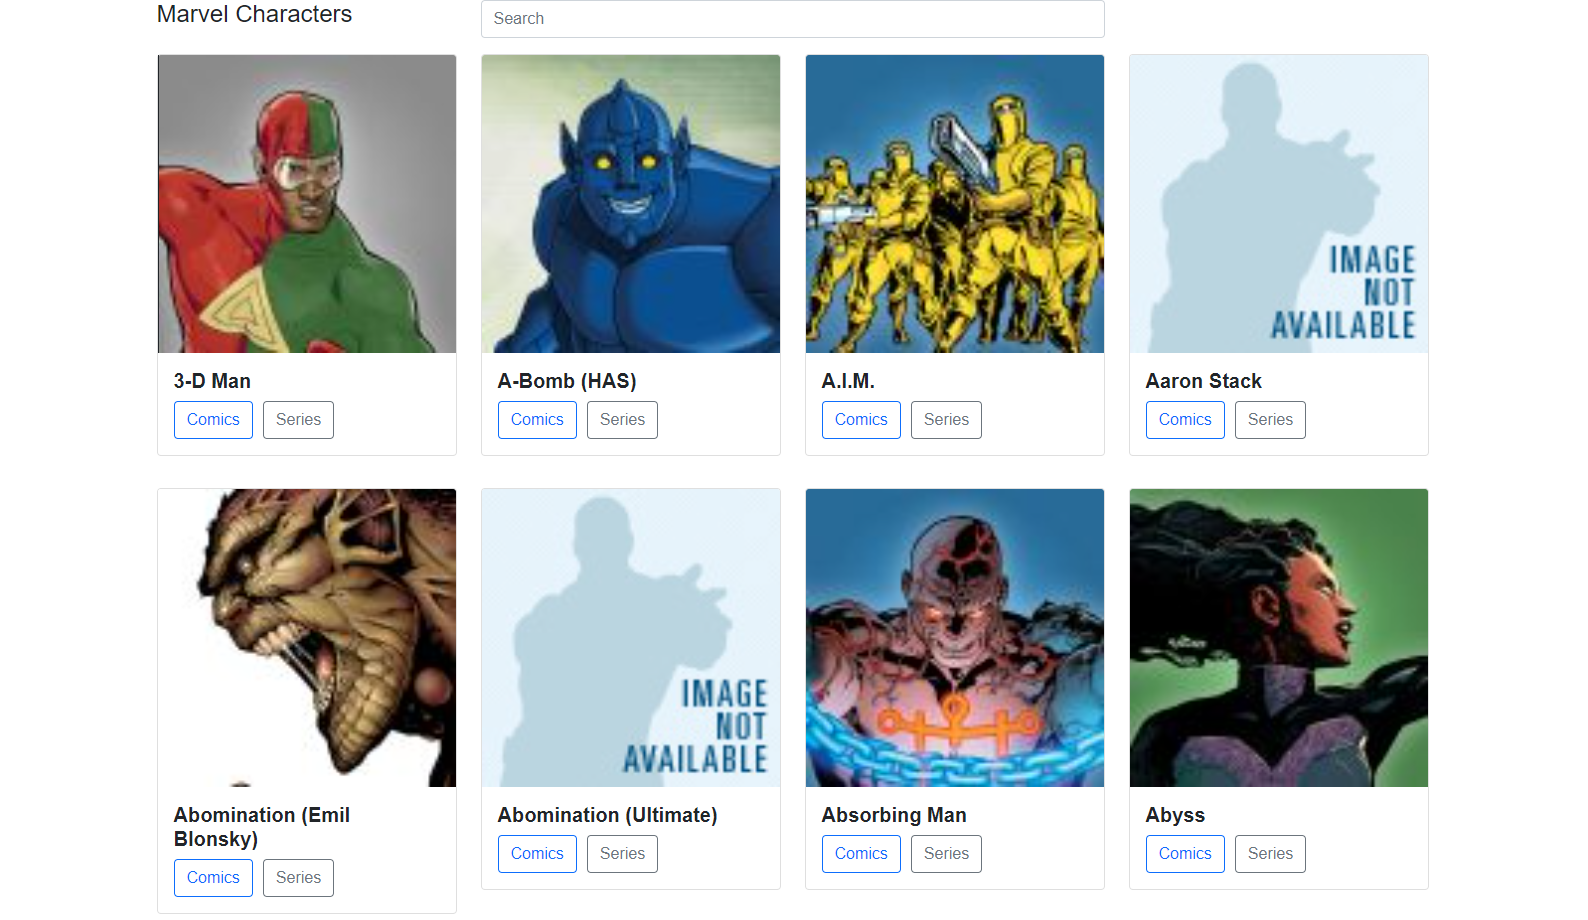 Marvel Characters
Search
IMAGE
NOT
AVAILABLE
3-D Man
Comics Series
A-Bomb (HAS)
Comics Series
A.I.M.
Comics Series
Aaron Stack
Comics Series
IMAGE
NOT
AVAILABLE
Abomination (Emil
Blonsky)
Comics Series
Abomination (Ultimate)
Comics Series
Absorbing Man
Comics Series
Abyss
Comics Series